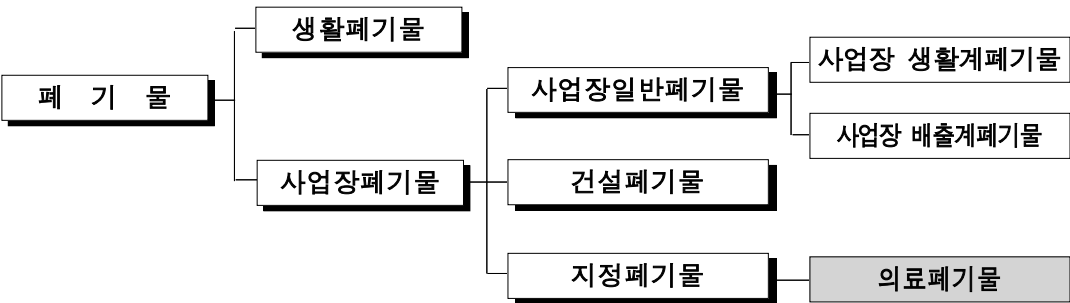 생활폐기물
사업장 생활계폐기물
폐 기 물
사업장일반폐기물
사업장 배출계폐기물
사업장폐기물
건설폐기물
지정폐기물
의료폐기물